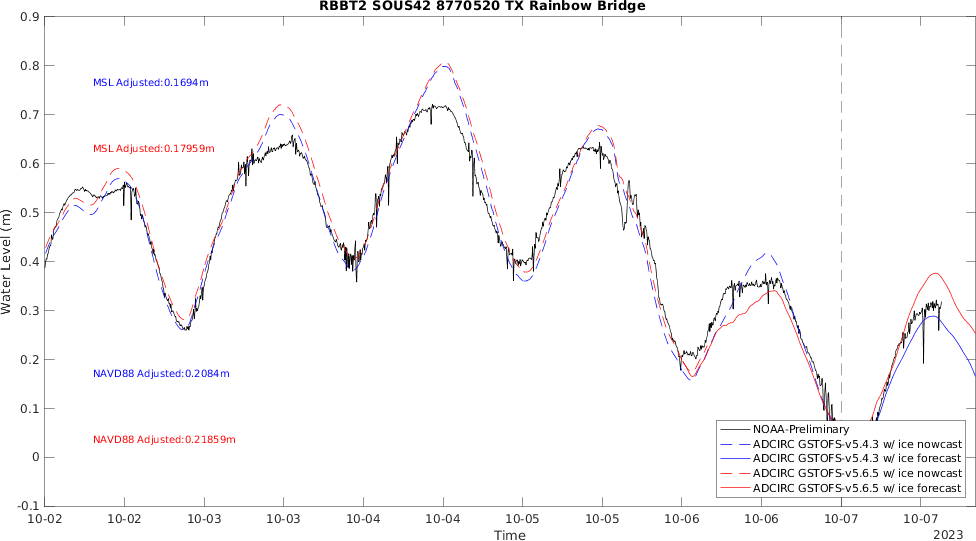 RBBT2 SOUS42 8770520 TX Rainbow Bridge
0.9
0.8
0.7
0.6
0.5
0.4
0.3
0.2
0.1
0
-0.1
Water Level (m)
MSL Adjusted:0.1694m
MSL Adjusted:0.17959m
NAVD88 Adjusted:0.2084m
NAVD88 Adjusted:0.21859m
NOAA-Preliminary
ADCIRC GSTOFS-v5.4.3 w/ ice nowcast
ADCIRC GSTOFS-v5.4.3 w/ ice forecast
ADCIRC GSTOFS-v5.6.5 w/ ice nowcast
ADCIRC GSTOFS-v5.6.5 w/ ice forecast
10-02 10-02 10-03 10-03 10-04 10-04 10-05 10-05 10-06 10-06 10-07 10-07
Time
2023